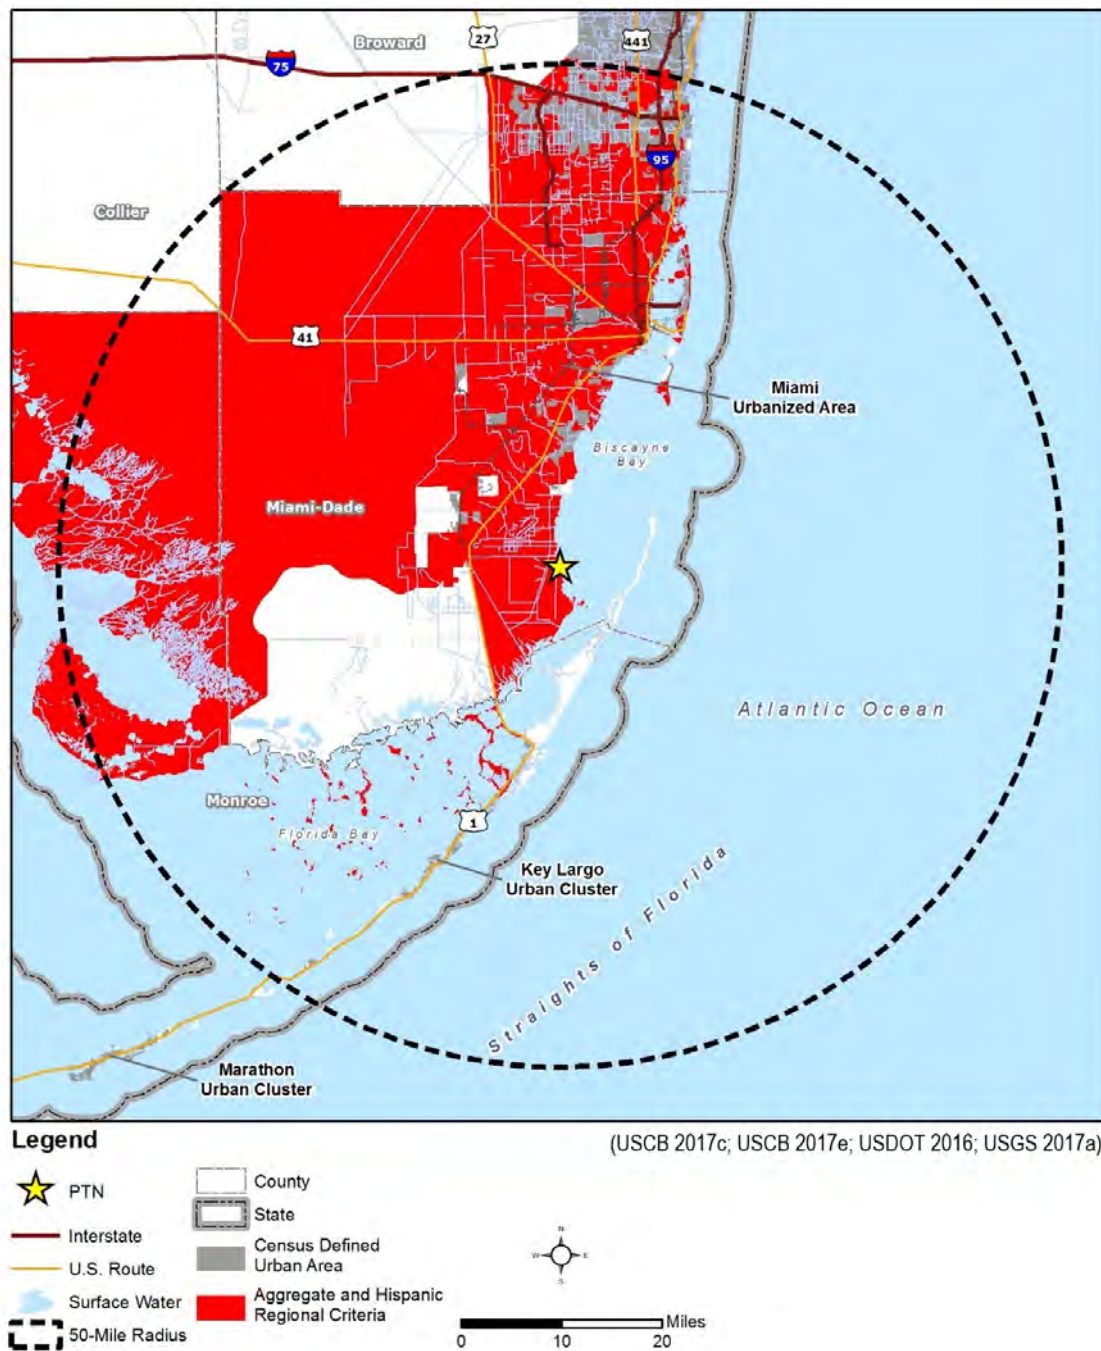 Broward
27
441
75
95
Collier
41
Miami
Urbanized Area
Biscayne
Bay
Miami-Dade
Atlantic Ocean
Monroe
1
Florida Bay
Key Largo
Urban Cluster
Straights of Florida
Marathon
Urban Cluster
Legend
(USCB 2017c; USCB 2017e; USDOT 2016; USGS 2017a)
PTN
Interstate
U.S. Route
Surface Water
50-Mile Radius
County
State
Census Defined
Urban Area
Aggregate and Hispanic
Regional Criteria
N
W E
S
Miles
0 10 20